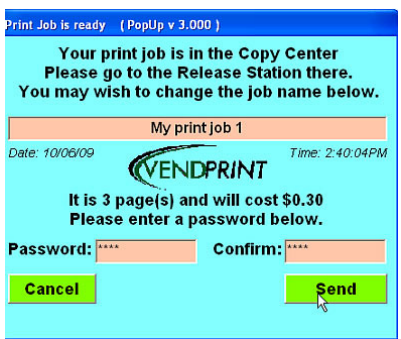 Print Job is ready ( PopUp v 3.000 )
Your print job is in the Copy Center
Please go to the Release Station there.
You may wish to change the job name below.
My print job 1
Date: 10/06/09 Time: 2:40:04PM
VENDPRINT
It is 3 page(s) and will cost $0.30
Please enter a password below.
Password: **** Confirm: ****
Cancel Send